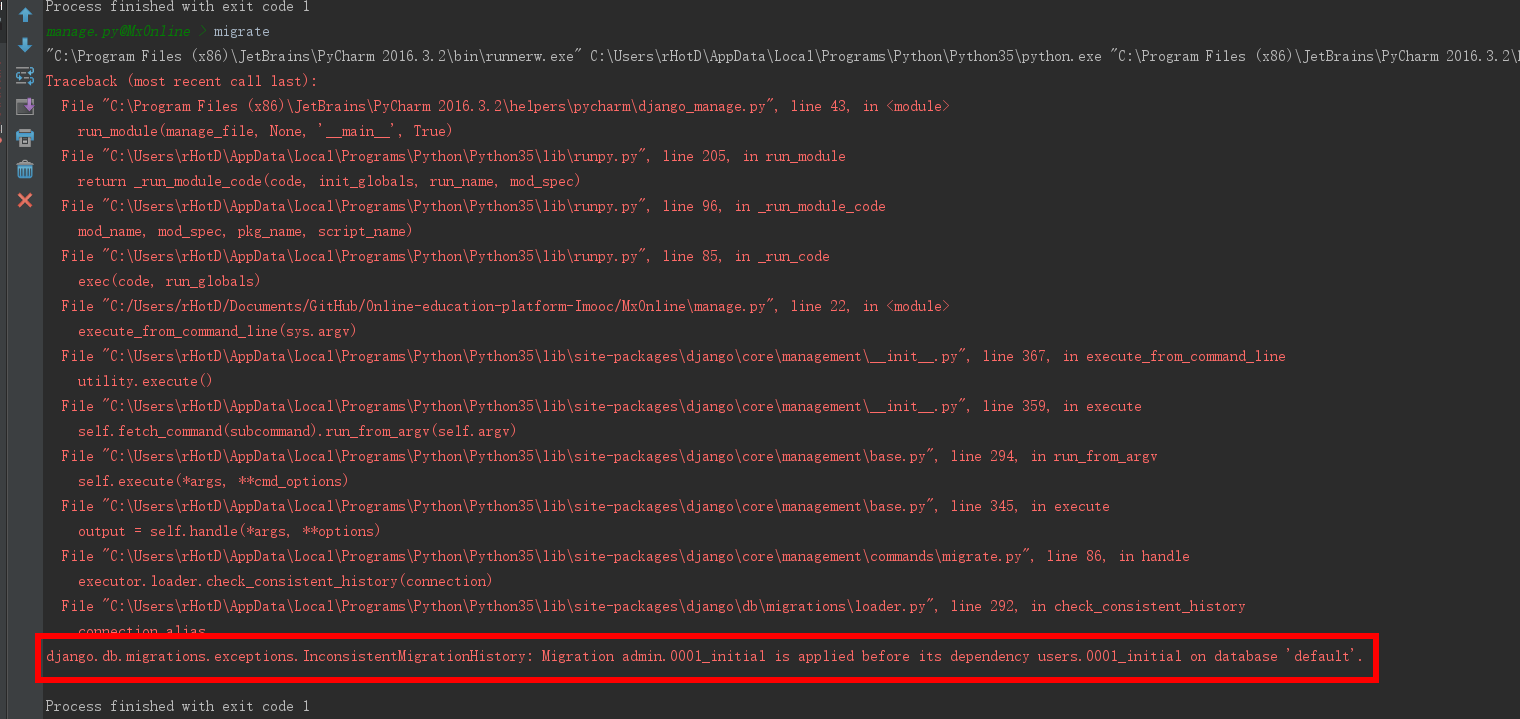 Process finished with exit code 1
manage.py@MxOnline > migrate
"C:\Program Files (x86)\JetBrains\PyCharm 2016.3.2\bin\runnerw.exe" C:\Users\rHotD\AppData\Local\Programs\Python\Python35\python.exe "C:\Program Files (x86)\JetBrains\PyCharm 2016.3.2\
Traceback (most recent call last):
  File "C:\Program Files (x86)\JetBrains\PyCharm 2016.3.2\helpers\pycharm\django_manage.py", line 43, in <module>
    run_module(manage_file, None, '__main__', True)
  File "C:\Users\rHotD\AppData\Local\Programs\Python\Python35\lib\runpy.py", line 205, in run_module
    return _run_module_code(code, init_globals, run_name, mod_spec)
  File "C:\Users\rHotD\AppData\Local\Programs\Python\Python35\lib\runpy.py", line 96, in _run_module_code
    mod_name, mod_spec, pkg_name, script_name)
  File "C:\Users\rHotD\AppData\Local\Programs\Python\Python35\lib\runpy.py", line 85, in _run_code
    exec(code, run_globals)
  File "C:/Users/rHotD/Documents/GitHub/Online-education-platform-Imooc/MxOnline\manage.py", line 22, in <module>
    execute_from_command_line(sys.argv)
  File "C:\Users\rHotD\AppData\Local\Programs\Python\Python35\lib\site-packages\django\core\management\__init__.py", line 367, in execute_from_command_line
    utility.execute()
  File "C:\Users\rHotD\AppData\Local\Programs\Python\Python35\lib\site-packages\django\core\management\__init__.py", line 359, in execute
    self.fetch_command(subcommand).run_from_argv(self.argv)
  File "C:\Users\rHotD\AppData\Local\Programs\Python\Python35\lib\site-packages\django\core\management\base.py", line 294, in run_from_argv
    self.execute(*args, **cmd_options)
  File "C:\Users\rHotD\AppData\Local\Programs\Python\Python35\lib\site-packages\django\core\management\base.py", line 345, in execute
    output = self.handle(*args, **options)
  File "C:\Users\rHotD\AppData\Local\Programs\Python\Python35\lib\site-packages\django\core\management\commands\migrate.py", line 86, in handle
    executor.loader.check_consistent_history(connection)
  File "C:\Users\rHotD\AppData\Local\Programs\Python\Python35\lib\site-packages\django\db\migrations\loader.py", line 292, in check_consistent_history
    connection.alias,
django.db.migrations.exceptions.InconsistentMigrationHistory: Migration admin.0001_initial is applied before its dependency users.0001_initial on database 'default'.
Process finished with exit code 1